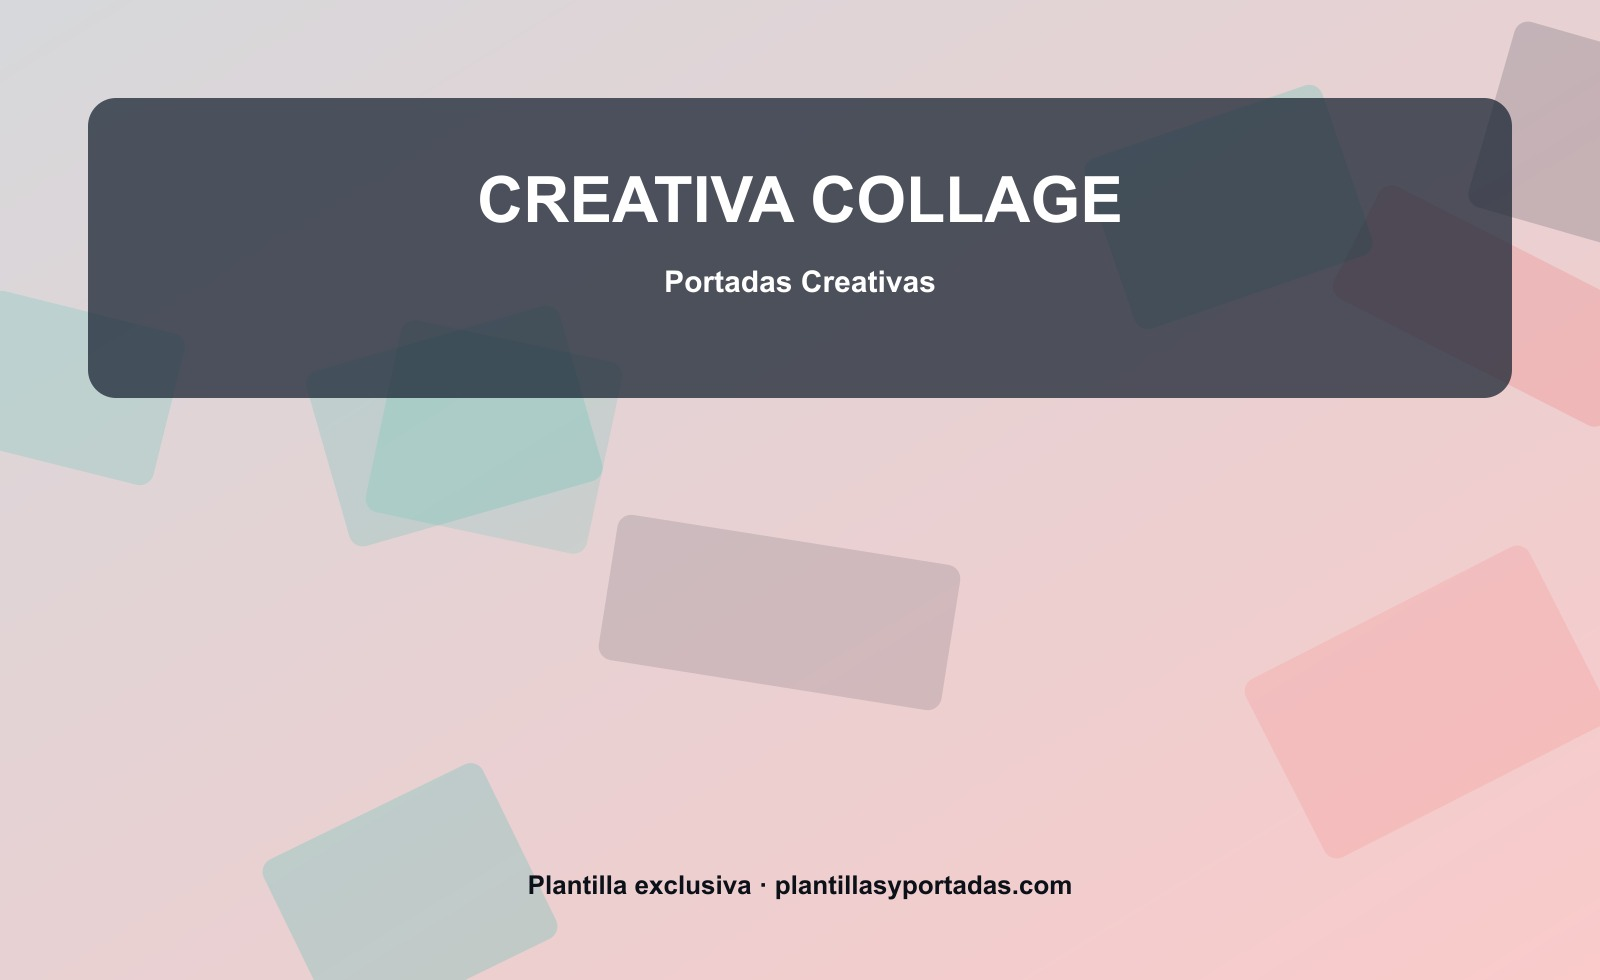 CREATIVA COLLAGE
Portadas Creativas
Plantilla exclusiva · plantillasyportadas.com